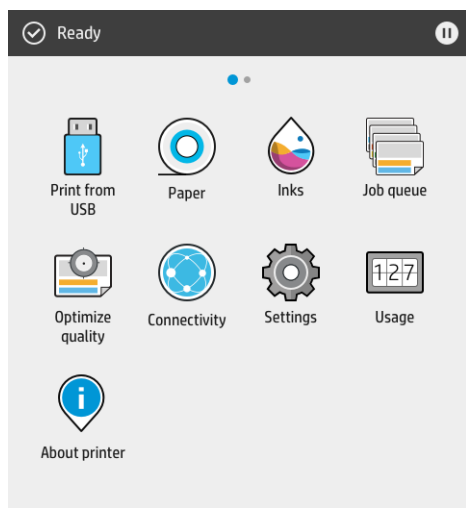 Ready
Print from
USB
Paper
Inks
Job queue
Optimize
quality
Connectivity
Settings
127
Usage
About printer